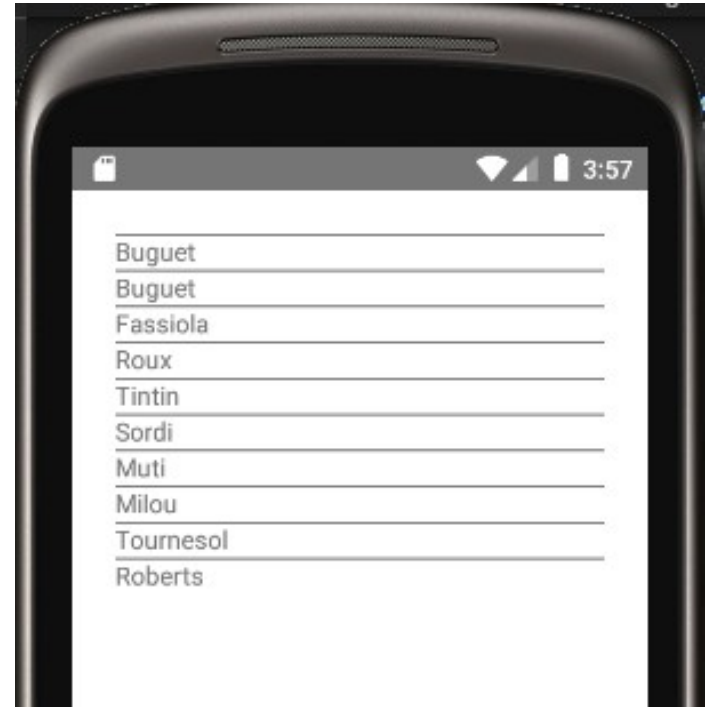 3:57
Buguet
Buguet
Fassiola
Roux
Tintin
Sordi
Muti
Milou
Tournesol
Roberts